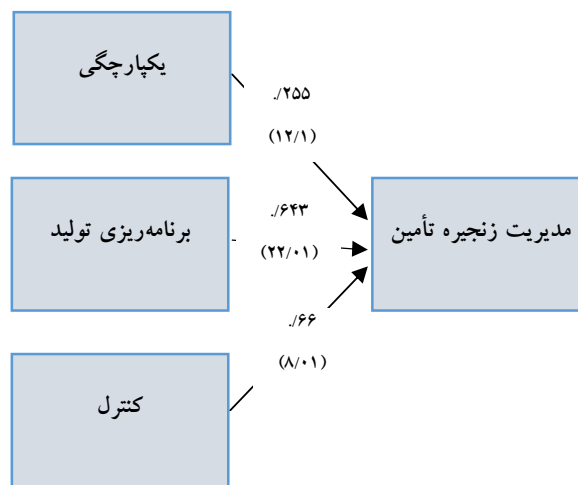 یکپارچگی
./۲۵۵
(۱۲/۱)
برنامه‌ریزی تولید
./۶۴۳
(۲۲/۰۱)
مدیریت زنجیره تأمین
./۶۶
(۸/۰۱)
کنترل